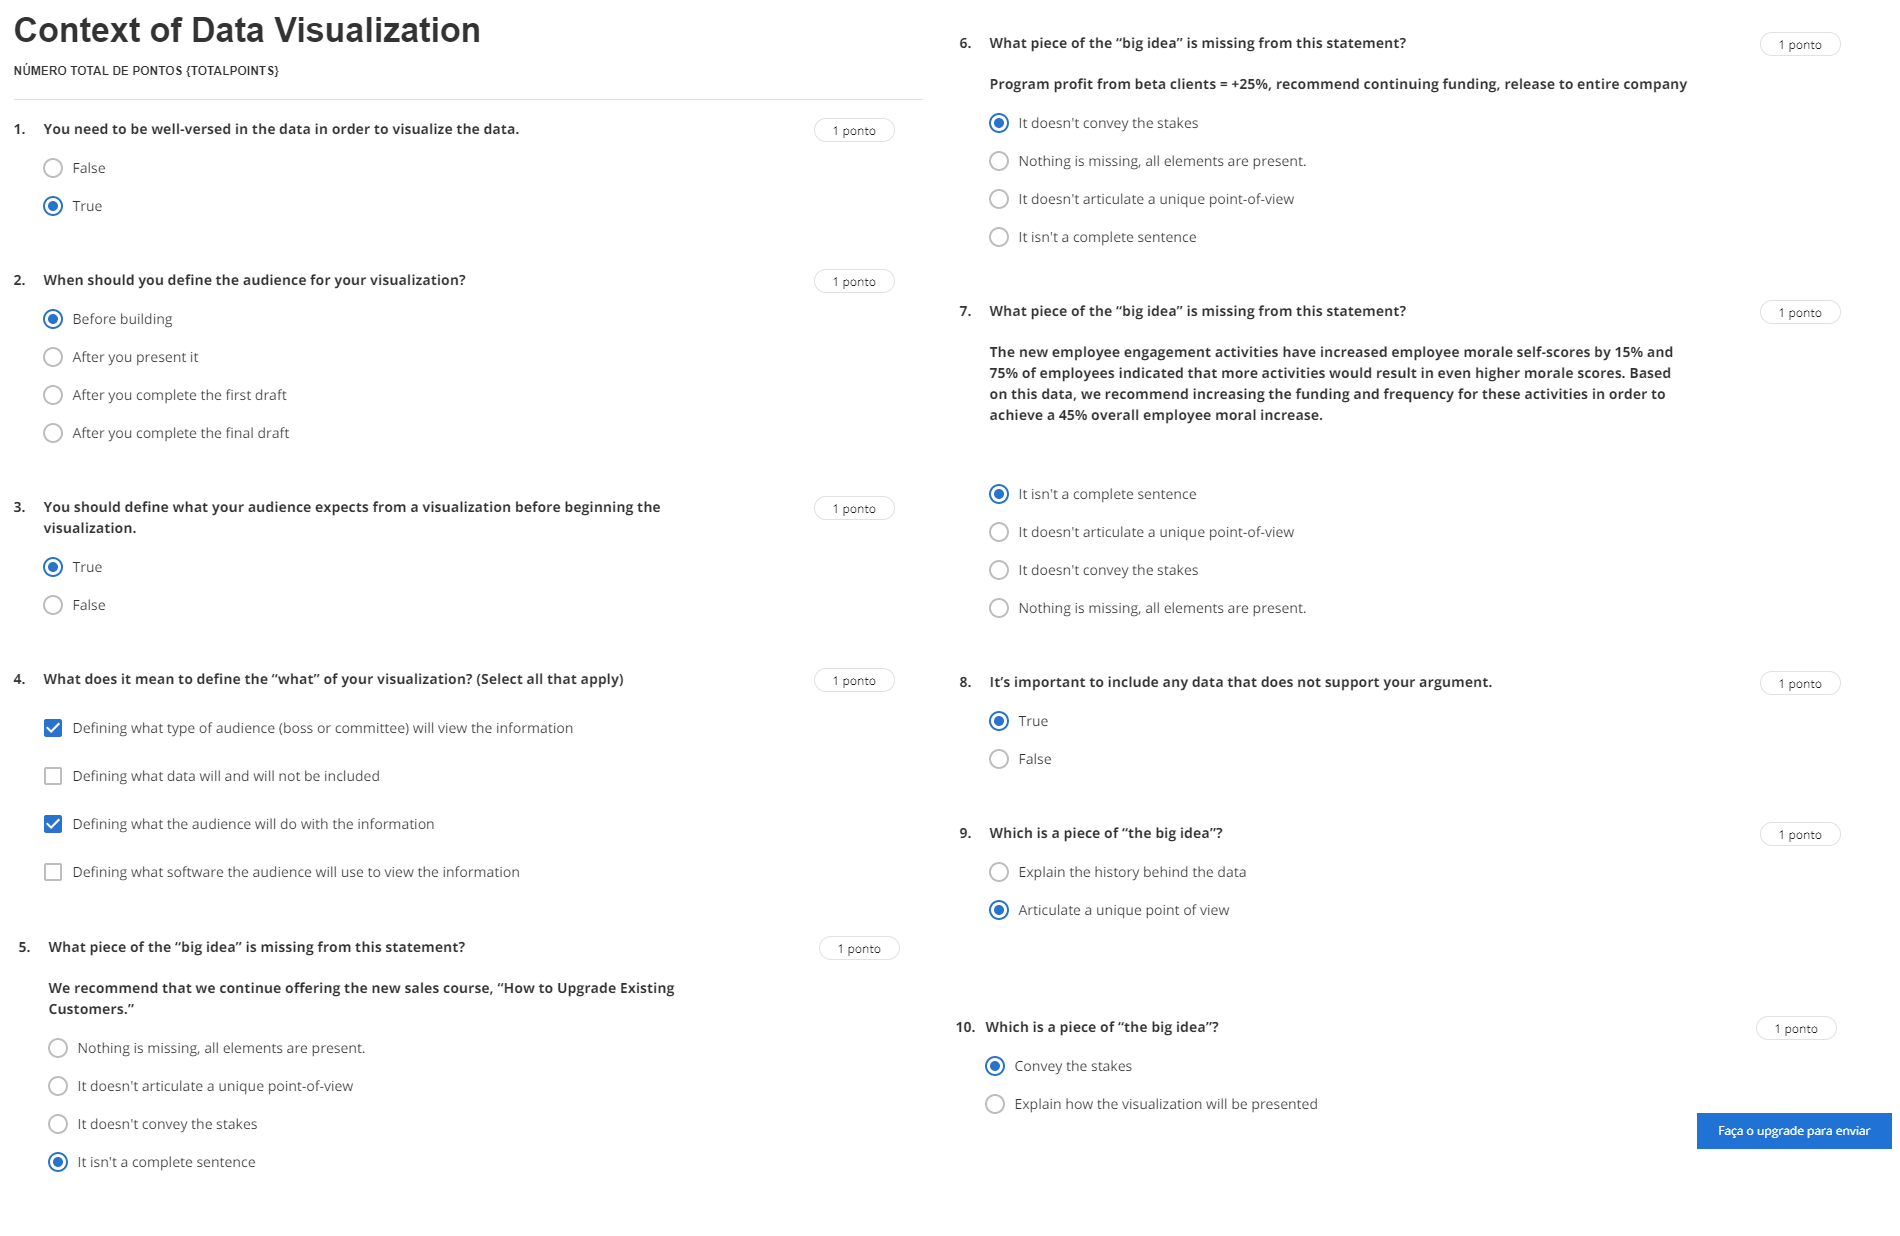 Context of Data Visualization
NÚMERO TOTAL DE PONTOS {TOTALPOINTS}
1. You need to be well-versed in the data in order to visualize the data.
1 ponto
False
True
2. When should you define the audience for your visualization?
1 ponto
Before building
After you present it
After you complete the first draft
After you complete the final draft
3. You should define what your audience expects from a visualization before beginning the
visualization.
1 ponto
True
False
4. What does it mean to define the “what” of your visualization? (Select all that apply)
1 ponto
Defining what type of audience (boss or committee) will view the information
Defining what data will and will not be included
Defining what the audience will do with the information
Defining what software the audience will use to view the information
5. What piece of the “big idea” is missing from this statement?
1 ponto
We recommend that we continue offering the new sales course, “How to Upgrade Existing
Customers.”
Nothing is missing, all elements are present.
It doesn't articulate a unique point-of-view
It doesn't convey the stakes
It isn't a complete sentence
6. What piece of the “big idea” is missing from this statement?
1 ponto
Program profit from beta clients = +25%, recommend continuing funding, release to entire company
It doesn't convey the stakes
Nothing is missing, all elements are present.
It doesn't articulate a unique point-of-view
It isn't a complete sentence
7. What piece of the “big idea” is missing from this statement?
1 ponto
The new employee engagement activities have increased employee morale self-scores by 15% and
75% of employees indicated that more activities would result in even higher morale scores. Based
on this data, we recommend increasing the funding and frequency for these activities in order to
achieve a 45% overall employee moral increase.
It isn't a complete sentence
It doesn't articulate a unique point-of-view
It doesn't convey the stakes
Nothing is missing, all elements are present.
8. It’s important to include any data that does not support your argument.
1 ponto
True
False
9. Which is a piece of “the big idea”?
1 ponto
Explain the history behind the data
Articulate a unique point of view
10. Which is a piece of “the big idea”?
1 ponto
Convey the stakes
Explain how the visualization will be presented
Faça o upgrade para enviar